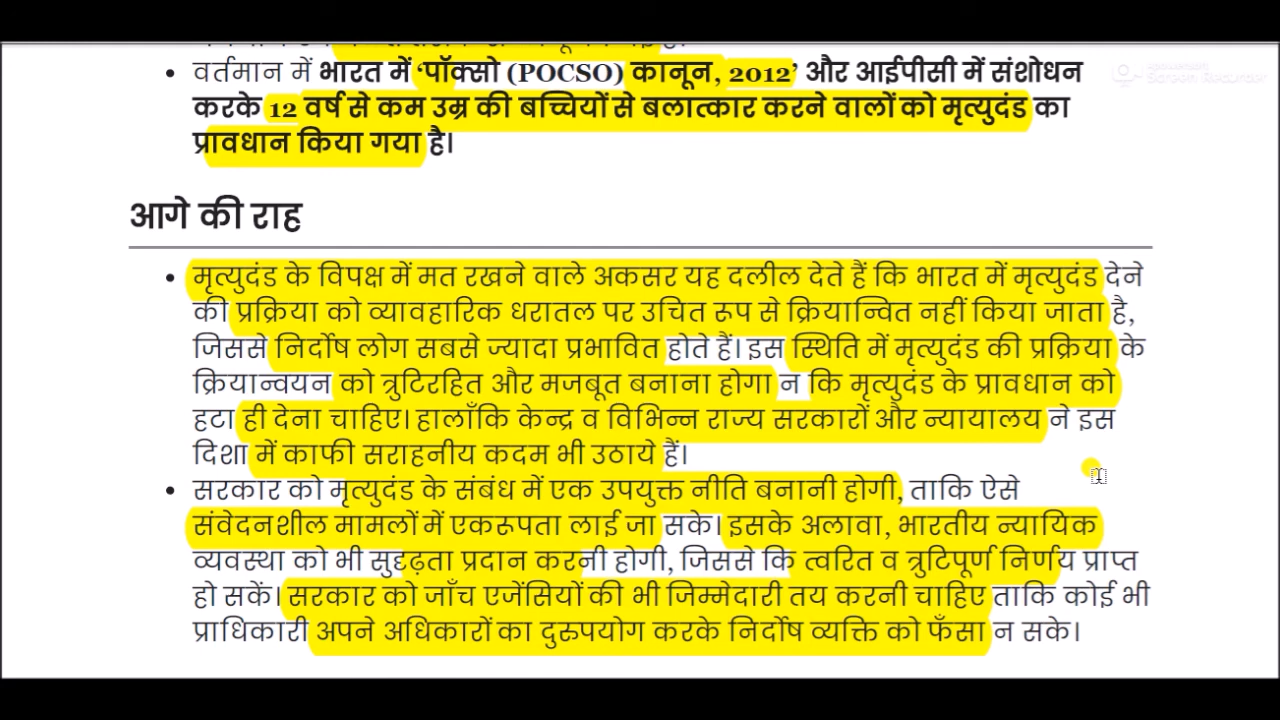 वर्तमान में भारत में ‘पॉक्सो (POCSO) कानून, 2012’ और आईपीसी में संशोधन
करके 12 वर्ष से कम उम्र की बच्चियों से बलात्कार करने वालों को मृत्युदंड का
प्रावधान किया गया है।
आगे की राह
मृत्युदंड के विपक्ष में मत रखने वाले अकसर यह दलील देते हैं कि भारत में मृत्युदंड देने
की प्रक्रिया को व्यावहारिक धरातल पर उचित रूप से क्रियान्वित नहीं किया जाता है,
जिससे निर्दोष लोग सबसे ज्यादा प्रभावित होते हैं। इस स्थिति में मृत्युदंड की प्रक्रिया के
क्रियान्वयन को त्रुटिरहित और मजबूत बनाना होगा न कि मृत्युदंड के प्रावधान को
हटा ही देना चाहिए। हालाँकि केन्द्र व विभिन्न राज्य सरकारों और न्यायालय ने इस
दिशा में काफी सराहनीय कदम भी उठाये हैं।
सरकार को मृत्युदंड के संबंध में एक उपयुक्त नीति बनानी होगी, ताकि ऐसे
संवेदनशील मामलों में एकरूपता लाई जा सके। इसके अलावा, भारतीय न्यायिक
व्यवस्था को भी सुदृढ़ता प्रदान करनी होगी, जिससे कि त्वरित व त्रुटिपूर्ण निर्णय प्राप्त
हो सकें। सरकार को जाँच एजेंसियों की भी जिम्मेदारी तय करनी चाहिए ताकि कोई भी
प्राधिकारी अपने अधिकारों का दुरुपयोग करके निर्दोष व्यक्ति को फँसा न सके।
Screen Recorder